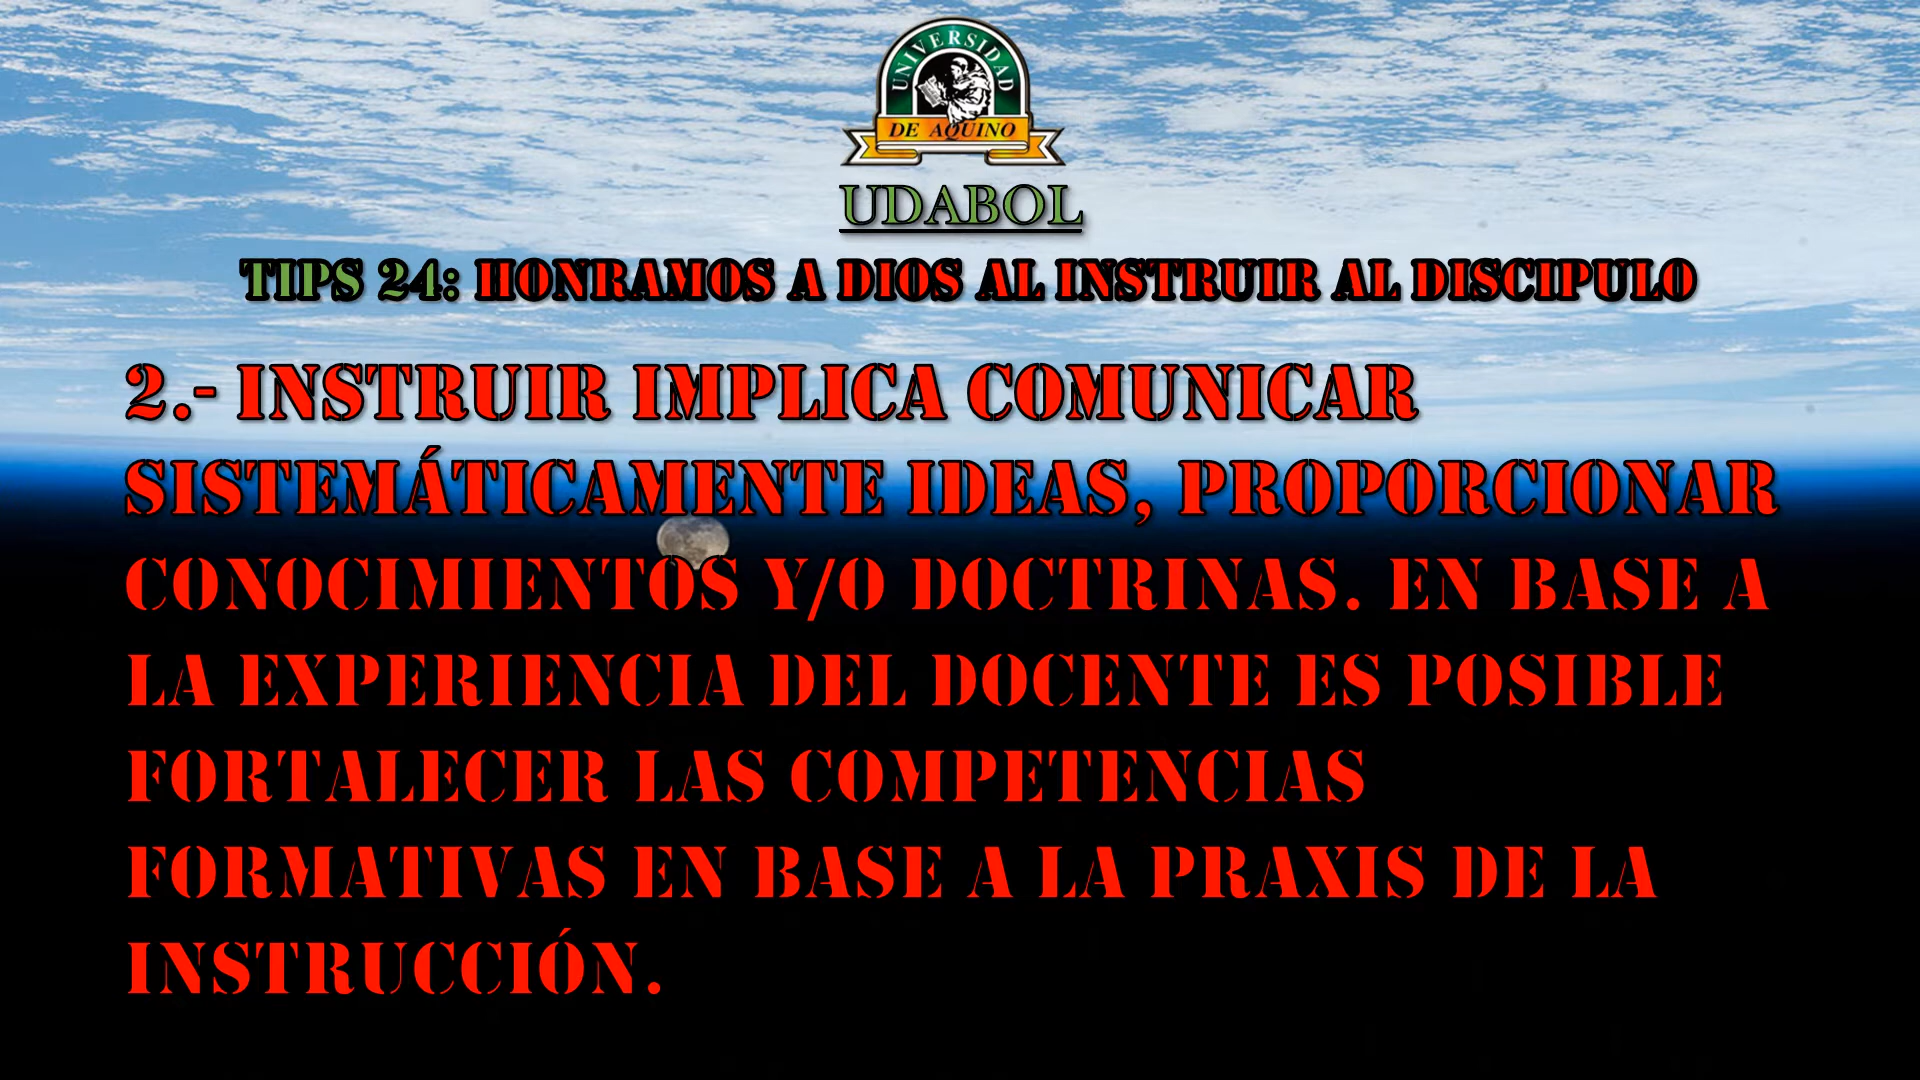 UNIVERSIDAD
DE AQUINO
UDABOL
TIPS 24: HONRAMOS A DIOS AL INSTRUIR AL DISCIPULO
2.- INSTRUIR IMPLICA COMUNICAR
SISTEMÁTICAMENTE IDEAS, PROPORCIONAR
CONOCIMIENTOS Y/O DOCTRINAS. EN BASE A
LA EXPERIENCIA DEL DOCENTE ES POSIBLE
FORTALECER LAS COMPETENCIAS
FORMATIVAS EN BASE A LA PRAXIS DE LA
INSTRUCCIÓN.